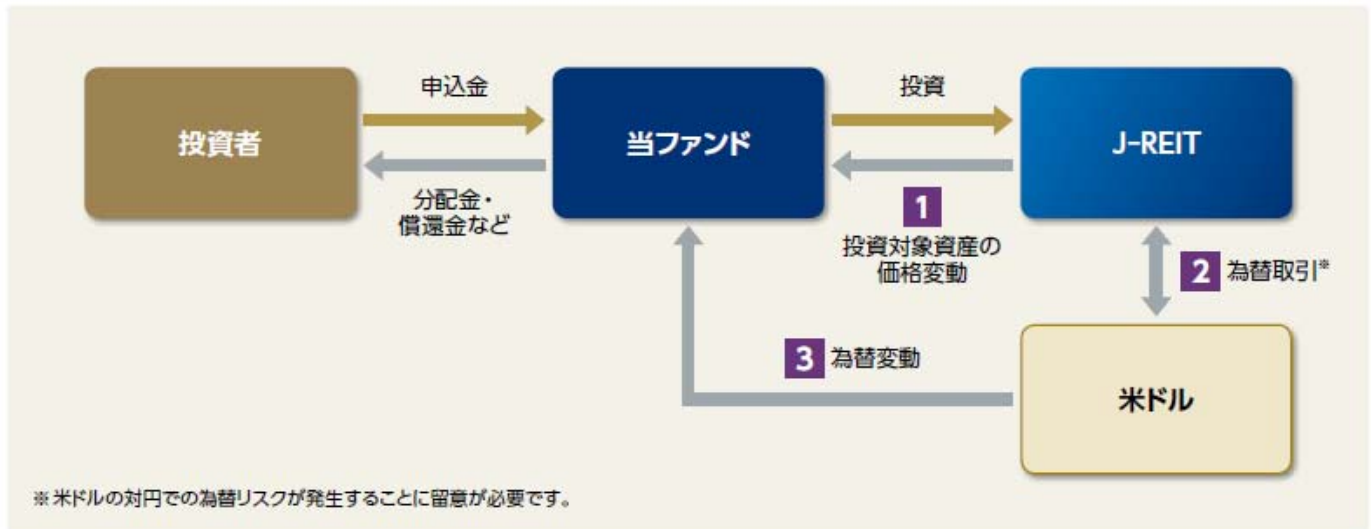 申込金
投資
投資者
当ファンド
J-REIT
分配金・
償還金など
1
投資対象資産の
価格変動
2 為替取引※
3 為替変動
米ドル
※米ドルの対円での為替リスクが発生することに留意が必要です。